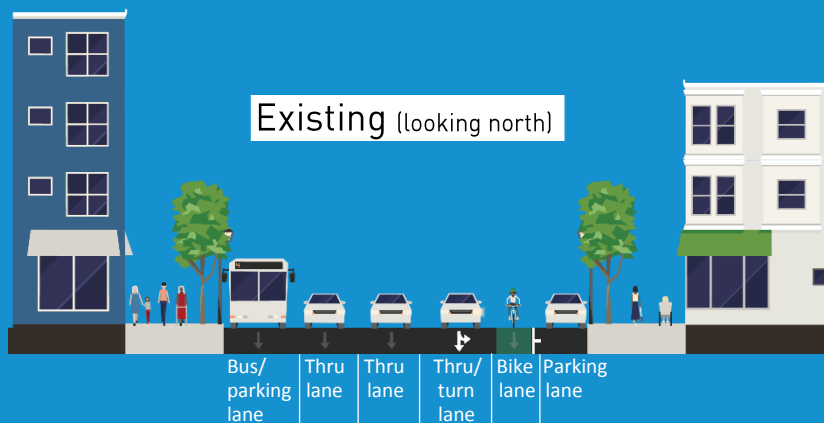 Existing (looking north)
Bus/
parking
lane
Thru
lane
Thru
lane
Thru/
turn
lane
Bike
lane
Parking
lane